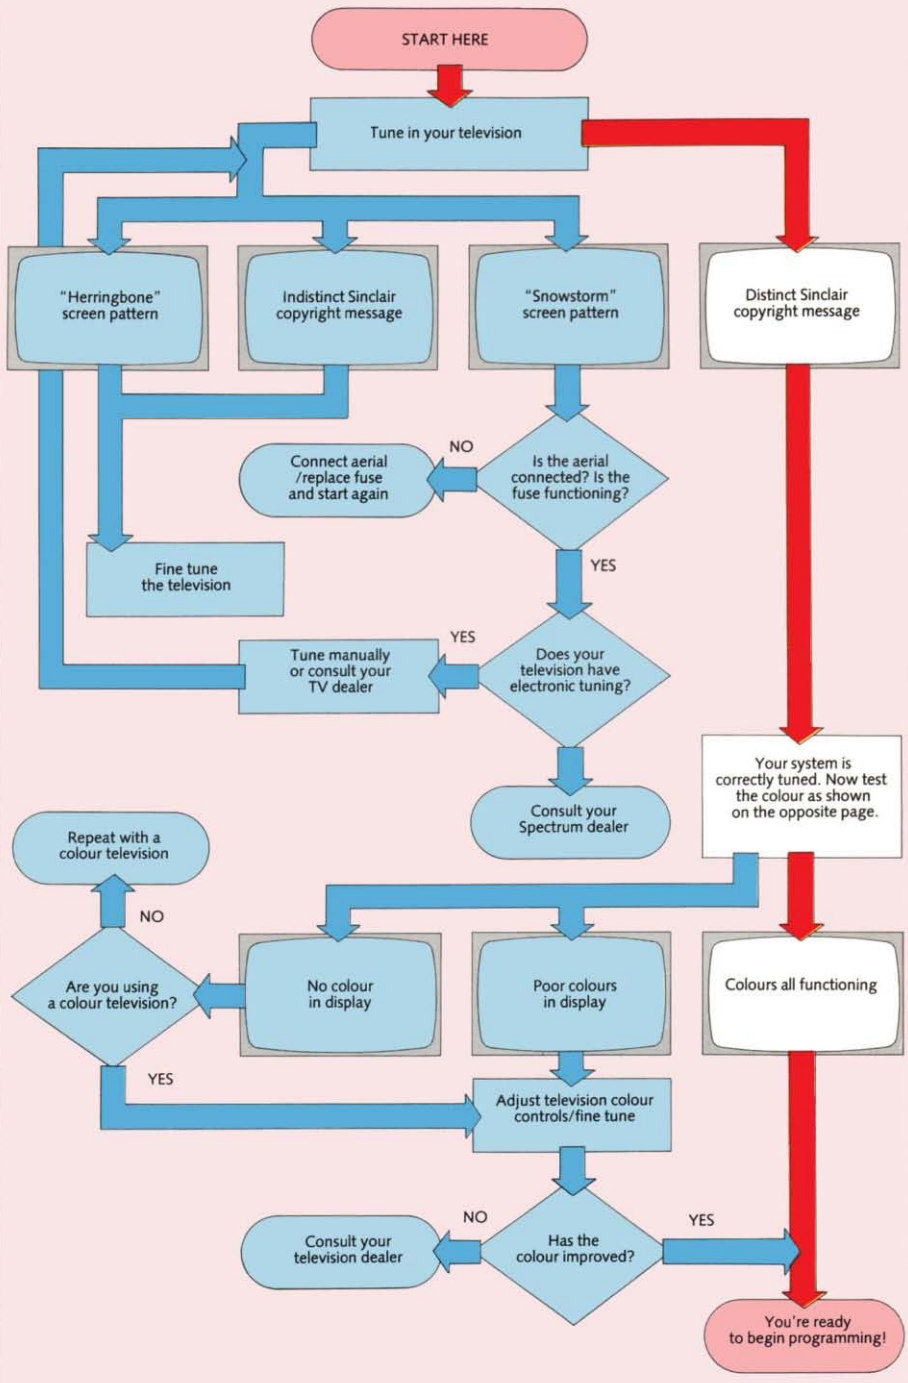 START HERE
Tune in your television
"Herringbone"
screen pattern
Indistinct Sinclair
copyright message
"Snowstorm"
screen pattern
Distinct Sinclair
copyright message
NO
Connect aerial
/replace fuse
and start again
Is the aerial
connected? Is the
fuse functioning?
YES
Fine tune
the television
YES
Tune manually
or consult your
TV dealer
Does your
television have
electronic tuning?
Your system is
correctly tuned. Now test
the colour as shown
on the opposite page.
Consult your
Spectrum dealer
Repeat with a
colour television
NO
Are you using
a colour television?
No colour
in display
Poor colours
in display
Colours all functioning
YES
Adjust television colour
controls/fine tune
NO
YES
Consult your
television dealer
Has the
colour improved?
You're ready
to begin programming!